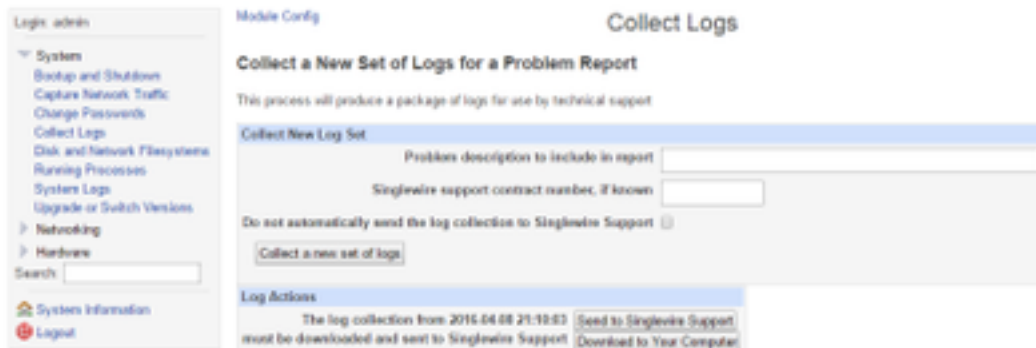 Login: admin
System
Bootup and Shutdown
Capture Network Traffic
Change Passwords
Collect Logs
Disk and Network Filesystems
Running Processes
System Logs
Upgrade or Switch Versions
Networking
Hardware
Search:
System Information
Logout
Module Config
Collect Logs
Collect a New Set of Logs for a Problem Report
This process will produce a package of logs for use by technical support
Collect New Log Set
Problem description to include in report
Singlewire support contract number, if known
Do not automatically send the log collection to Singlewire Support
Collect a new set of logs
Log Actions
The log collection from 2016-04-08 21:10:03 Send to Singlewire Support
must be downloaded and sent to Singlewire Support Download to Your Computer